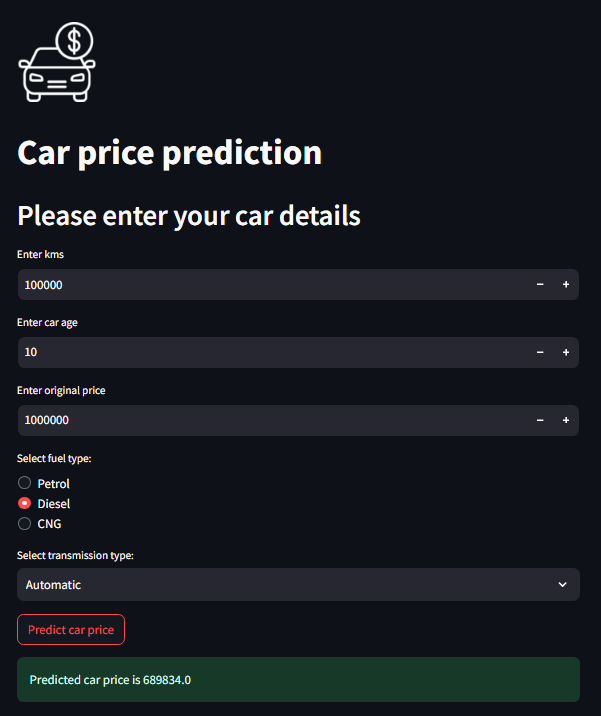 $
Car price prediction
Please enter your car details
Enter kms
100000
Enter car age
10
Enter original price
1000000
Select fuel type:
Petrol
Diesel
CNG
Select transmission type:
Automatic
Predict car price
Predicted car price is 689834.0